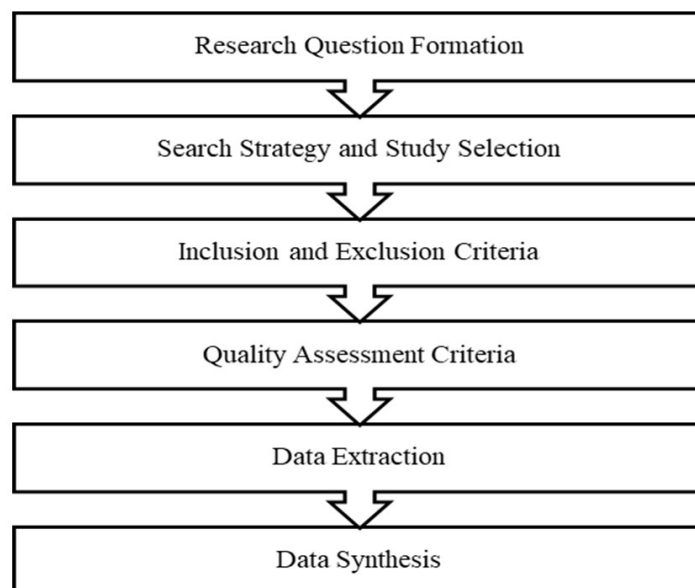 Research Question Formation
Search Strategy and Study Selection
Inclusion and Exclusion Criteria
Quality Assessment Criteria
Data Extraction
Data Synthesis